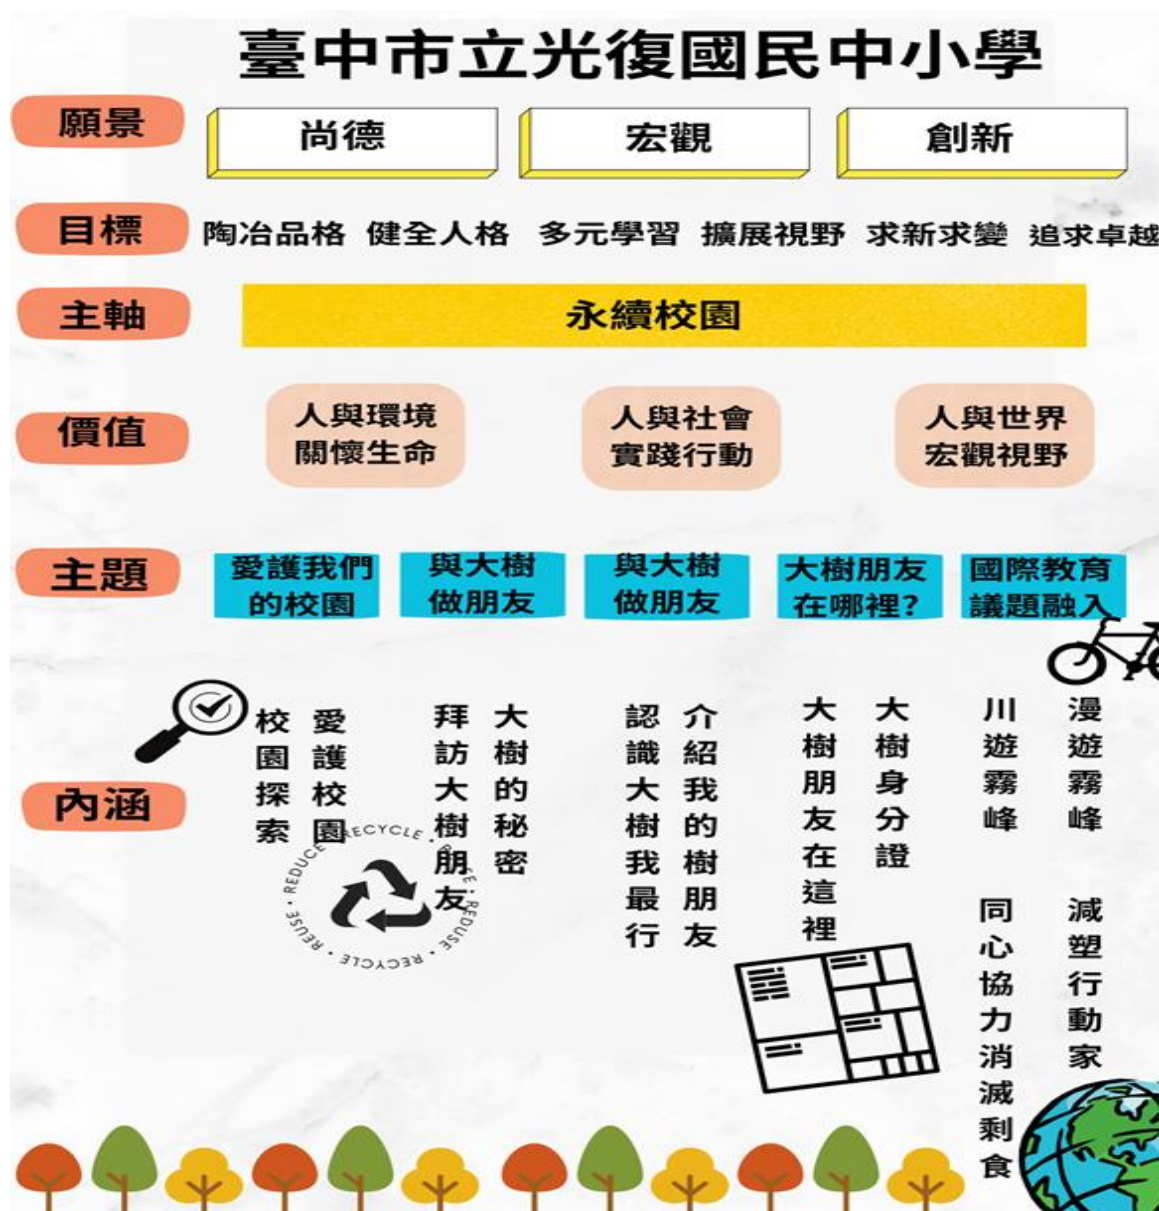 臺中市立光復國民中小學
願景
尚德
宏觀
創新
目標
陶冶品格 健全人格 多元學習 擴展視野 求新求變 追求卓越
主軸
永續校園
價值
人與環境
關懷生命
人與社會
實踐行動
人與世界
宏觀視野
主題
愛護我們
的校園
與大樹
做朋友
與大樹
做朋友
大樹朋友
在哪裡?
國際教育
議題融入
內涵
愛護校園
校園探索
大樹的秘密
拜訪大樹朋友
介紹我的樹朋友
認識大樹我最行
大樹身分證
大樹朋友在這裡
漫遊霧峰
川遊霧峰
減塑行動家
同心協力消滅剩食
REDUCE • RECYCLE • REDUSE • RECYCLE • REUSE •